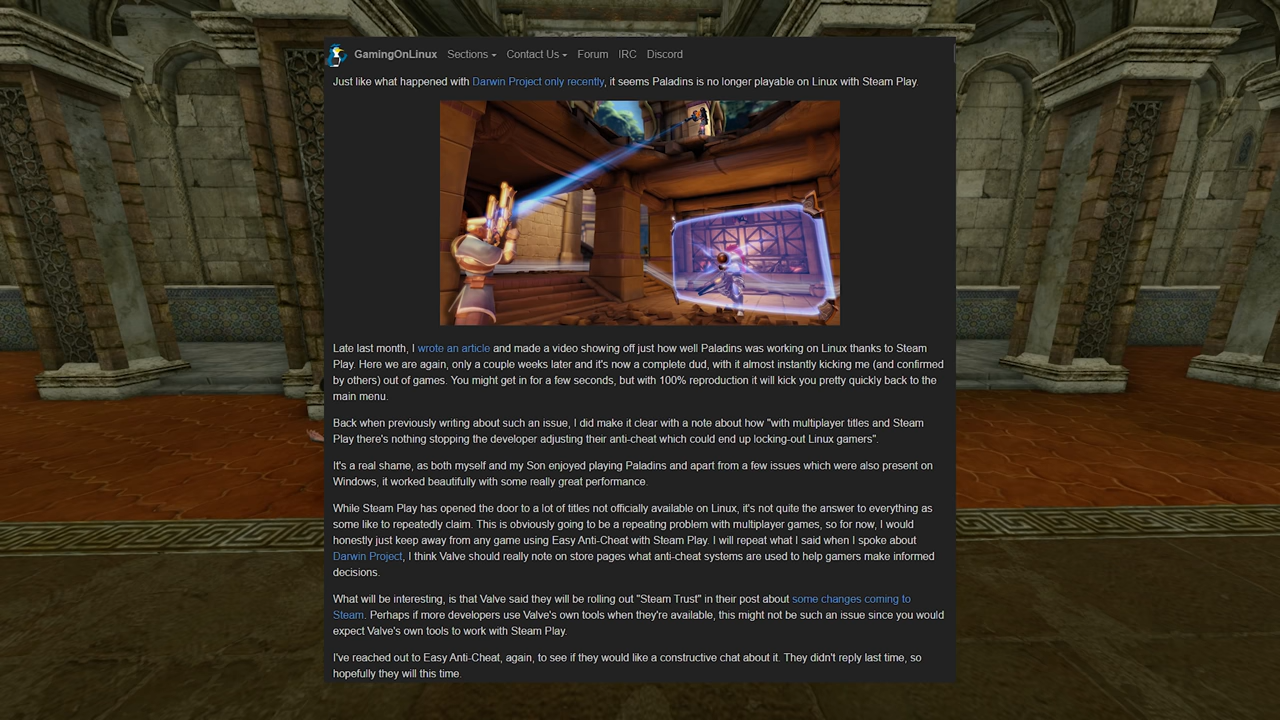 GamingOnLinux Sections Contact Us Forum IRC Discord
Just like what happened with Darwin Project only recently, it seems Paladins is no longer playable on Linux with Steam Play.
Late last month, I wrote an article and made a video showing off just how well Paladins was working on Linux thanks to Steam
Play. Here we are again, only a couple weeks later and it's now a complete dud, with it almost instantly kicking me (and confirmed
by others) out of games. You might get in for a few seconds, but with 100% reproduction it will kick you pretty quickly back to the
main menu.
Back when previously writing about such an issue, I did make it clear with a note about how "with multiplayer titles and Steam
Play there's nothing stopping the developer adjusting their anti-cheat which could end up locking-out Linux gamers".
It's a real shame, as both myself and my Son enjoyed playing Paladins and apart from a few issues which were also present on
Windows, it worked beautifully with some really great performance.
While Steam Play has opened the door to a lot of titles not officially available on Linux, it's not quite the answer to everything as
some like to repeatedly claim. This is obviously going to be a repeating problem with multiplayer games, so for now, I would
honestly just keep away from any game using Easy Anti-Cheat with Steam Play. I will repeat what I said when I spoke about
Darwin Project, I think Valve should really note on store pages what anti-cheat systems are used to help gamers make informed
decisions.
What will be interesting, is that Valve said they will be rolling out "Steam Trust" in their post about some changes coming to
Steam. Perhaps if more developers use Valve's own tools when they're available, this might not be such an issue since you would
expect Valve's own tools to work with Steam Play.
I've reached out to Easy Anti-Cheat, again, to see if they would like a constructive chat about it. They didn't reply last time, so
hopefully they will this time.